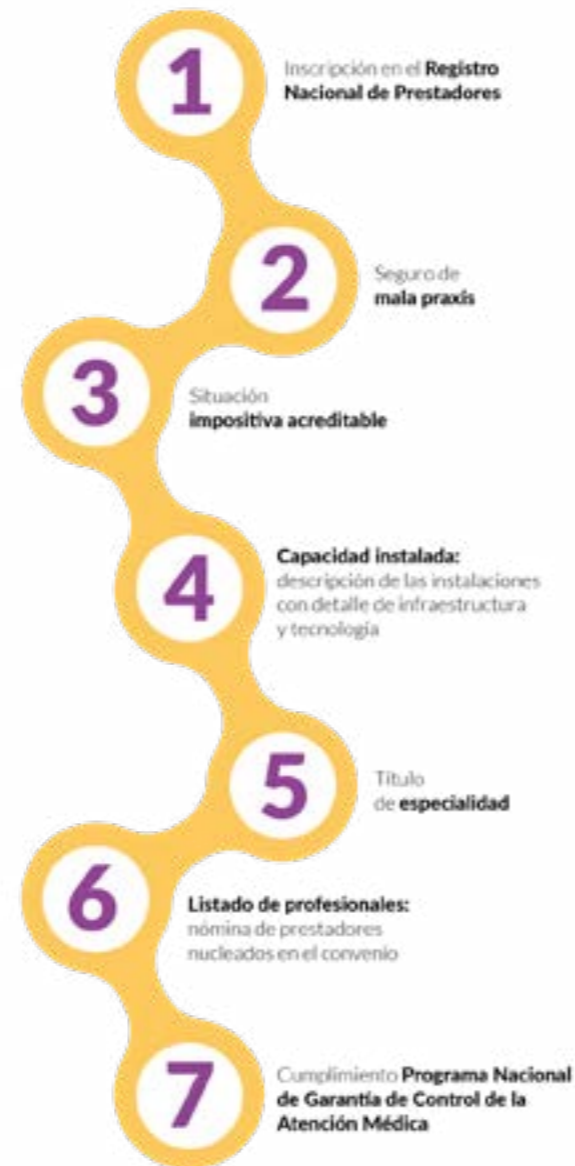 1
Inscripción en el Registro
Nacional de Prestadores
2
Seguro de
mala praxis
3
Situación
impositiva acreditable
4
Capacidad instalada:
descripción de las instalaciones
con detalle de infraestructura
y tecnología
5
Título
de especialidad
6
Listado de profesionales:
nómina de prestadores
nucleados en el convenio
7
Cumplimiento Programa Nacional
de Garantía de Control de la
Atención Médica